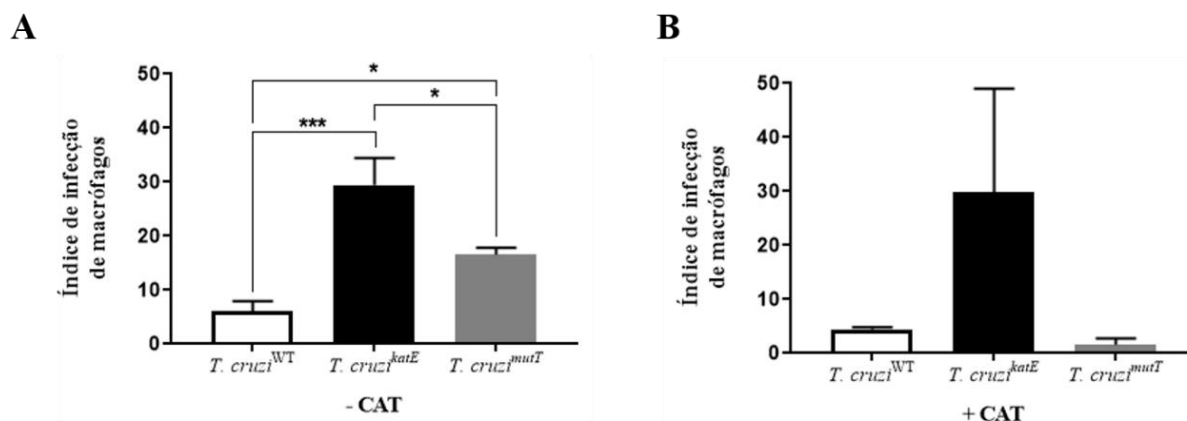 A
Índice de infecção
de macrófagos
50
40
30
20
10
0
*
*
***
T. cruziWT
T. cruzikatE
T. cruzimutT
- CAT
B
Índice de infecção
de macrófagos
50
40
30
20
10
0
T. cruziWT
T. cruzikatE
T. cruzimutT
+ CAT